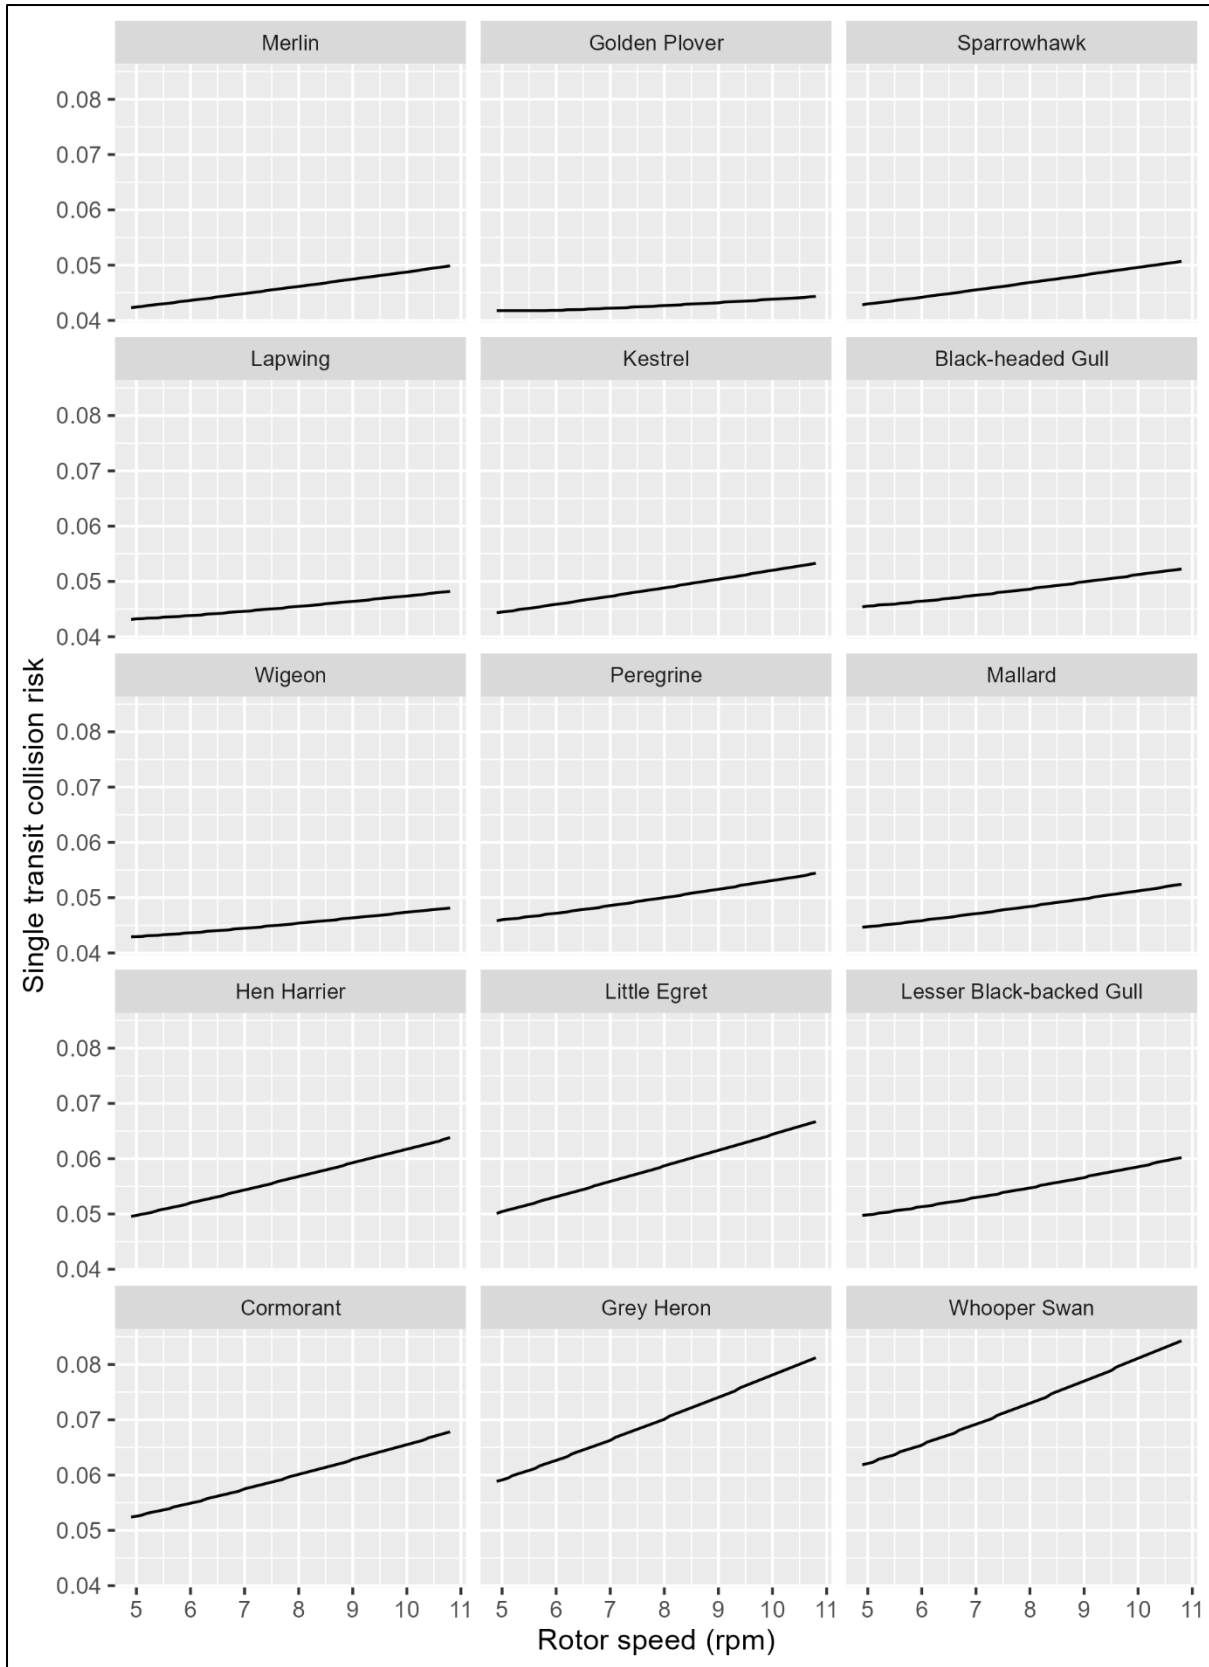 Merlin
Golden Plover
Sparrowhawk
0.08
0.07
0.06
0.05
0.04
Lapwing
Kestrel
Black-headed Gull
0.08
0.07
0.06
0.05
0.04
Wigeon
Peregrine
Mallard
0.08
0.07
0.06
0.05
0.04
Hen Harrier
Little Egret
Lesser Black-backed Gull
0.08
0.07
0.06
0.05
0.04
Cormorant
Grey Heron
Whooper Swan
0.08
0.07
0.06
0.05
0.04
5 6 7 8 9 10 11
5 6 7 8 9 10 11
5 6 7 8 9 10 11
Rotor speed (rpm)
Single transit collision risk